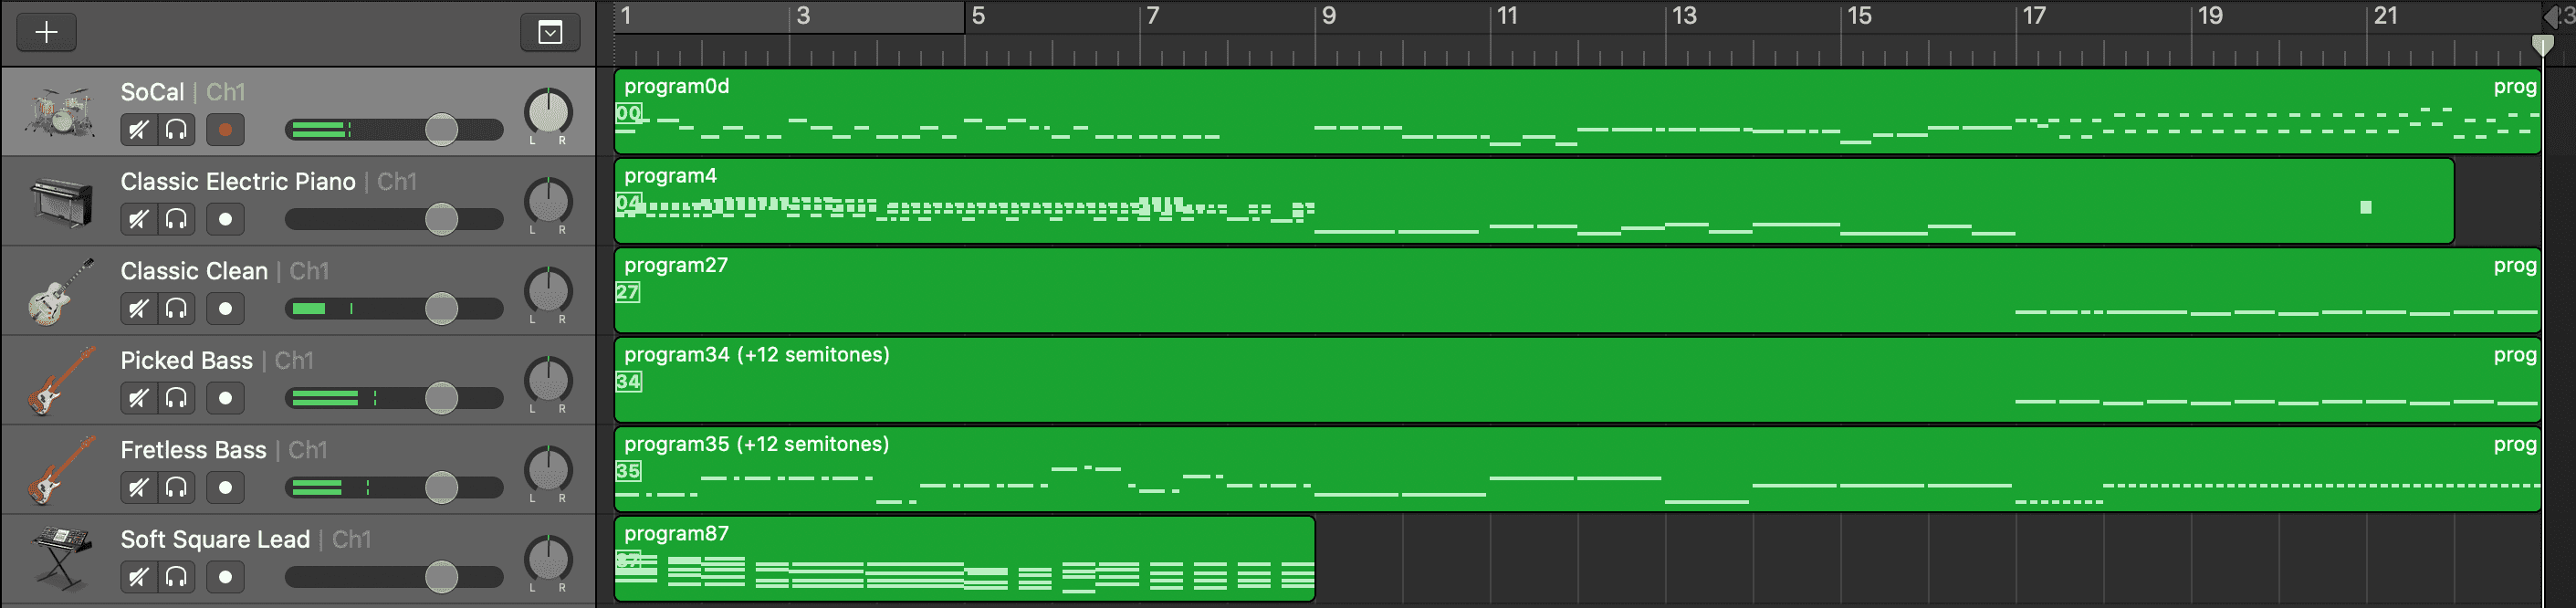 1 3 5 7 9 11 13 15 17 19 21 23
SoCal | Ch1
L R
program0d
prog
00
Classic Electric Piano | Ch1
L R
program4
04
Classic Clean | Ch1
L R
program27
prog
27
Picked Bass | Ch1
L R
program34 (+12 semitones)
prog
34
Fretless Bass | Ch1
L R
program35 (+12 semitones)
prog
35
Soft Square Lead | Ch1
L R
program87
87